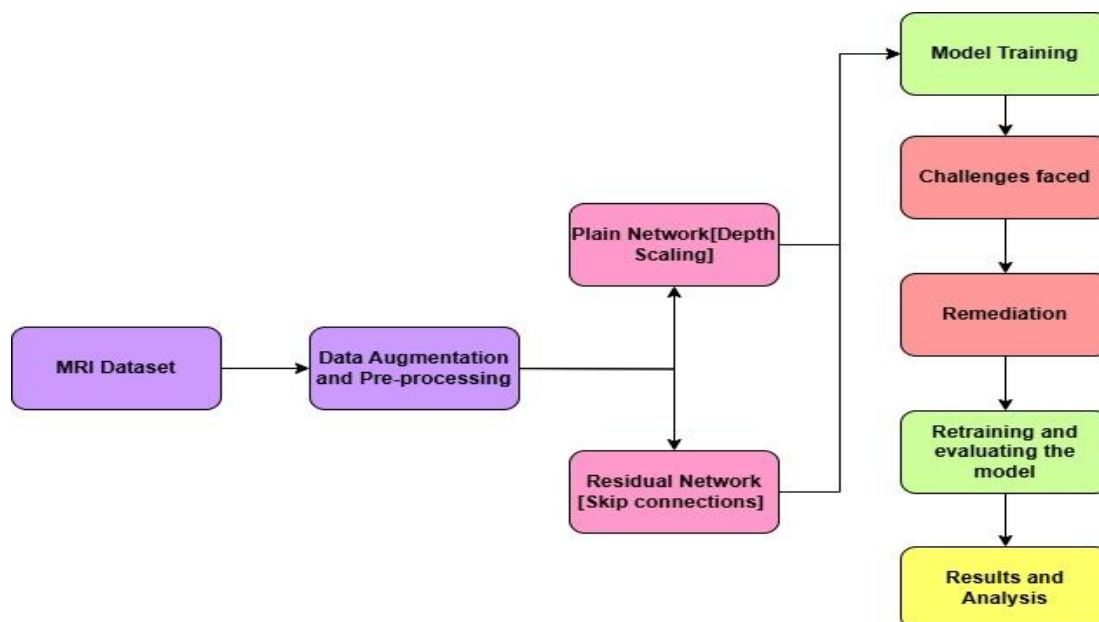 MRI Dataset
Data Augmentation
and Pre-processing
Plain Network[Depth
Scaling]
Residual Network
[Skip connections]
Model Training
Challenges faced
Remediation
Retraining and
evaluating the
model
Results and
Analysis